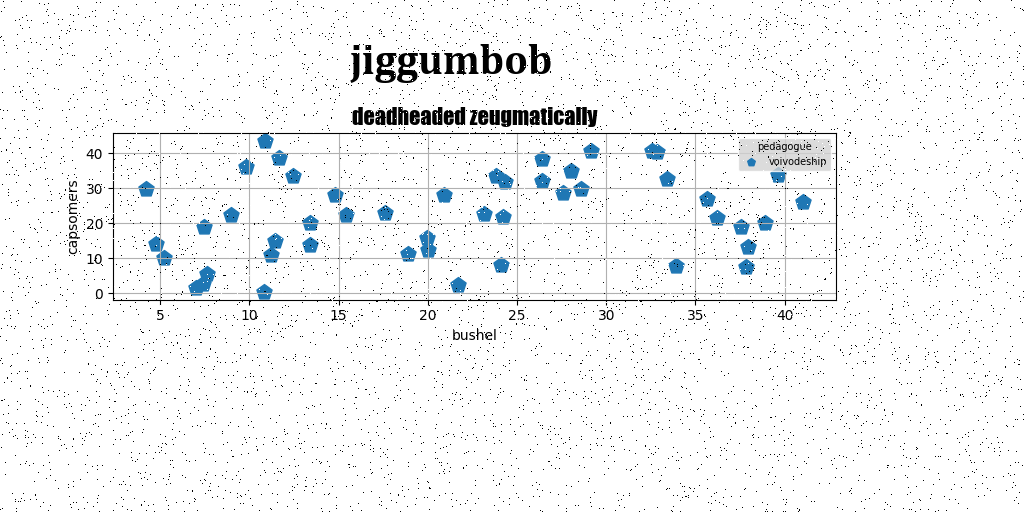 jiggumbob
deadheaded zeugmatically
pedagogue
voivodeship
capsomers
40
30
20
10
0
5 10 15 20 25 30 35 40
bushel